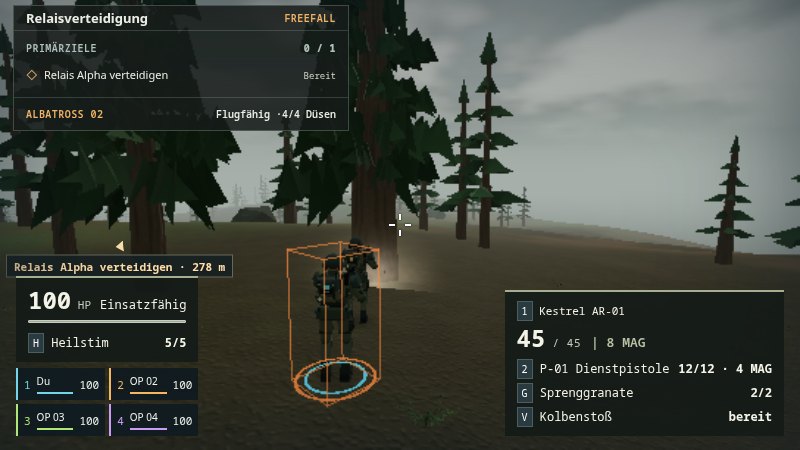 Relaisverteidigung FREEFALL
PRIMÄRZIELE 0 / 1
Relais Alpha verteidigen Bereit
ALBATROSS 02 Flugfähig ·4/4 Düsen
Relais Alpha verteidigen · 278 m
100 HP Einsatzfähig
H Heilstim 5/5
1 Du 100
2 OP 02 100
3 OP 03 100
4 OP 04 100
1 Kestrel AR-01
45 / 45 | 8 MAG
2 P-01 Dienstpistole 12/12 · 4 MAG
G Sprenggranate 2/2
V Kolbenstoß bereit